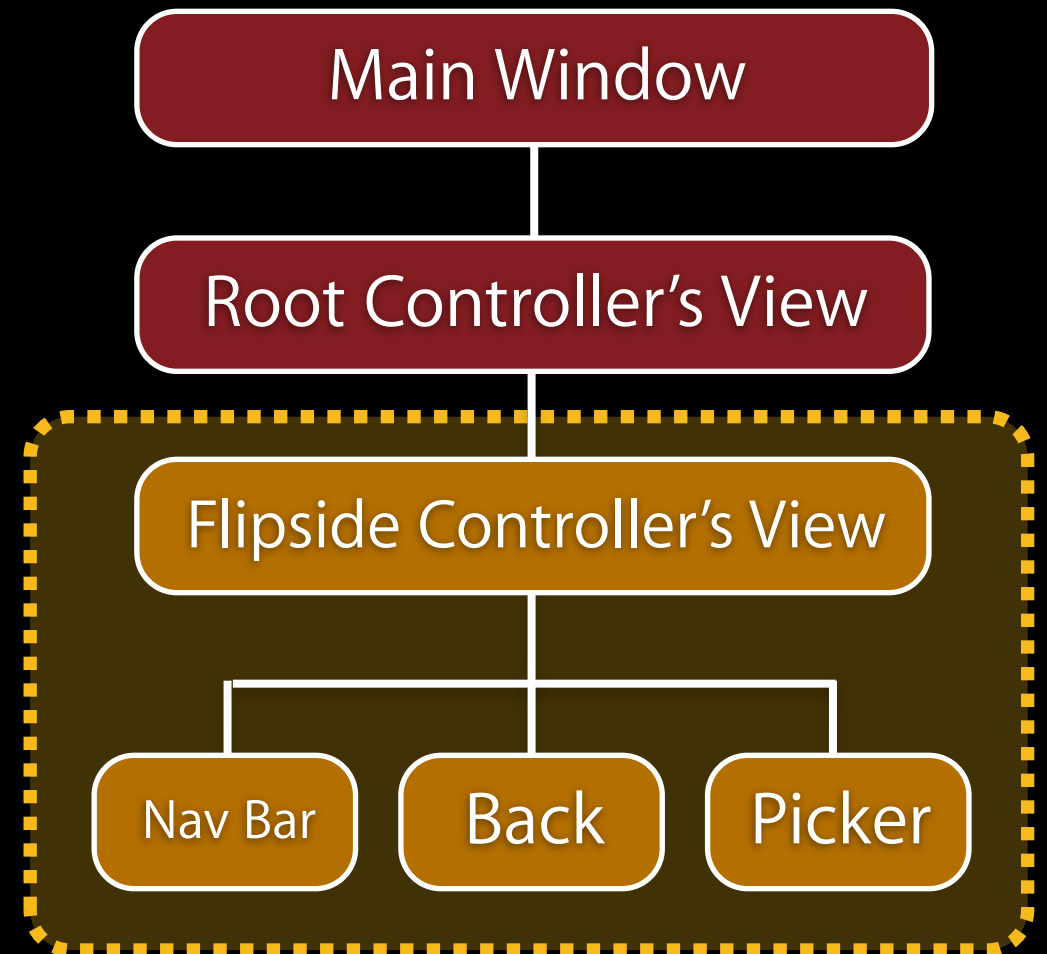 Main Window
Root Controller’s View
Flipside Controller’s View
Nav Bar
Back
Picker